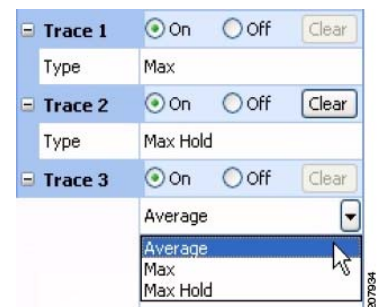 Trace 1 On Off Clear
Type Max
Trace 2 On Off Clear
Type Max Hold
Trace 3 On Off Clear
Average
Average
Max
Max Hold
207934